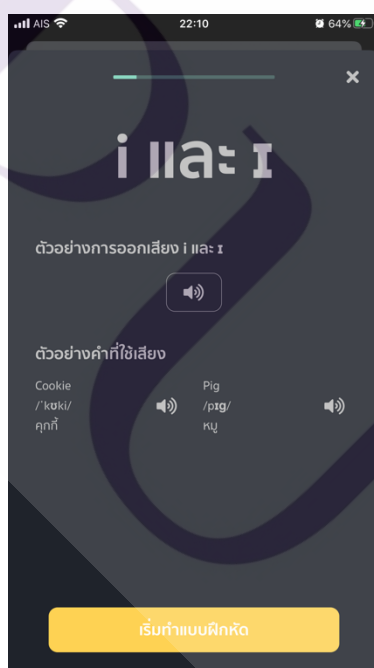 AIS 22:10 64%
i และ ɪ
ตัวอย่างการออกเสียง i และ ɪ
ตัวอย่างคำที่ใช้เสียง
Cookie Pig
/ˈkʊki/ /pɪg/
คุกกี้ หมู
เริ่มทำแบบฝึกหัด